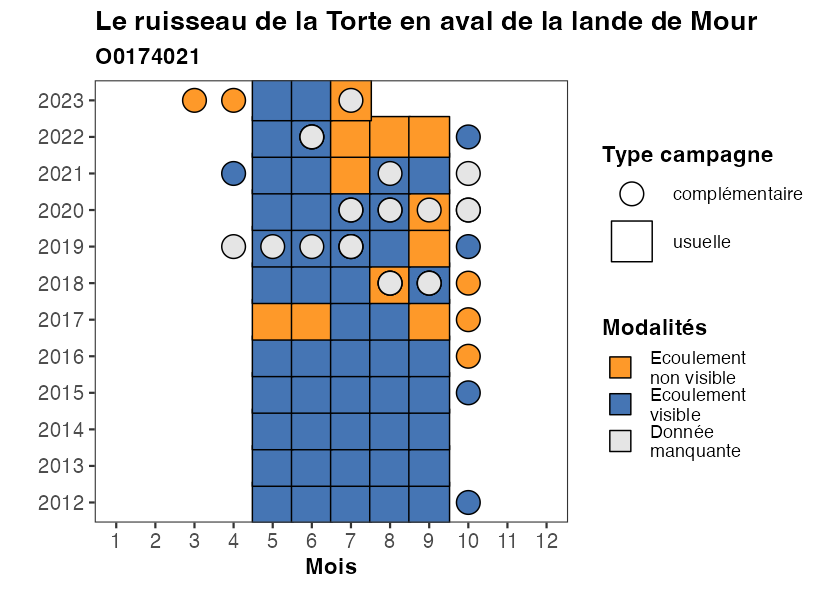 Le ruisseau de la Torte en aval de la lande de Mour
O0174021
2023
2022
2021
2020
2019
2018
2017
2016
2015
2014
2013
2012
1 2 3 4 5 6 7 8 9 10 11 12
Mois
Type campagne
complémentaire
usuelle
Modalités
Ecoulement
non visible
Ecoulement
visible
Donnée
manquante